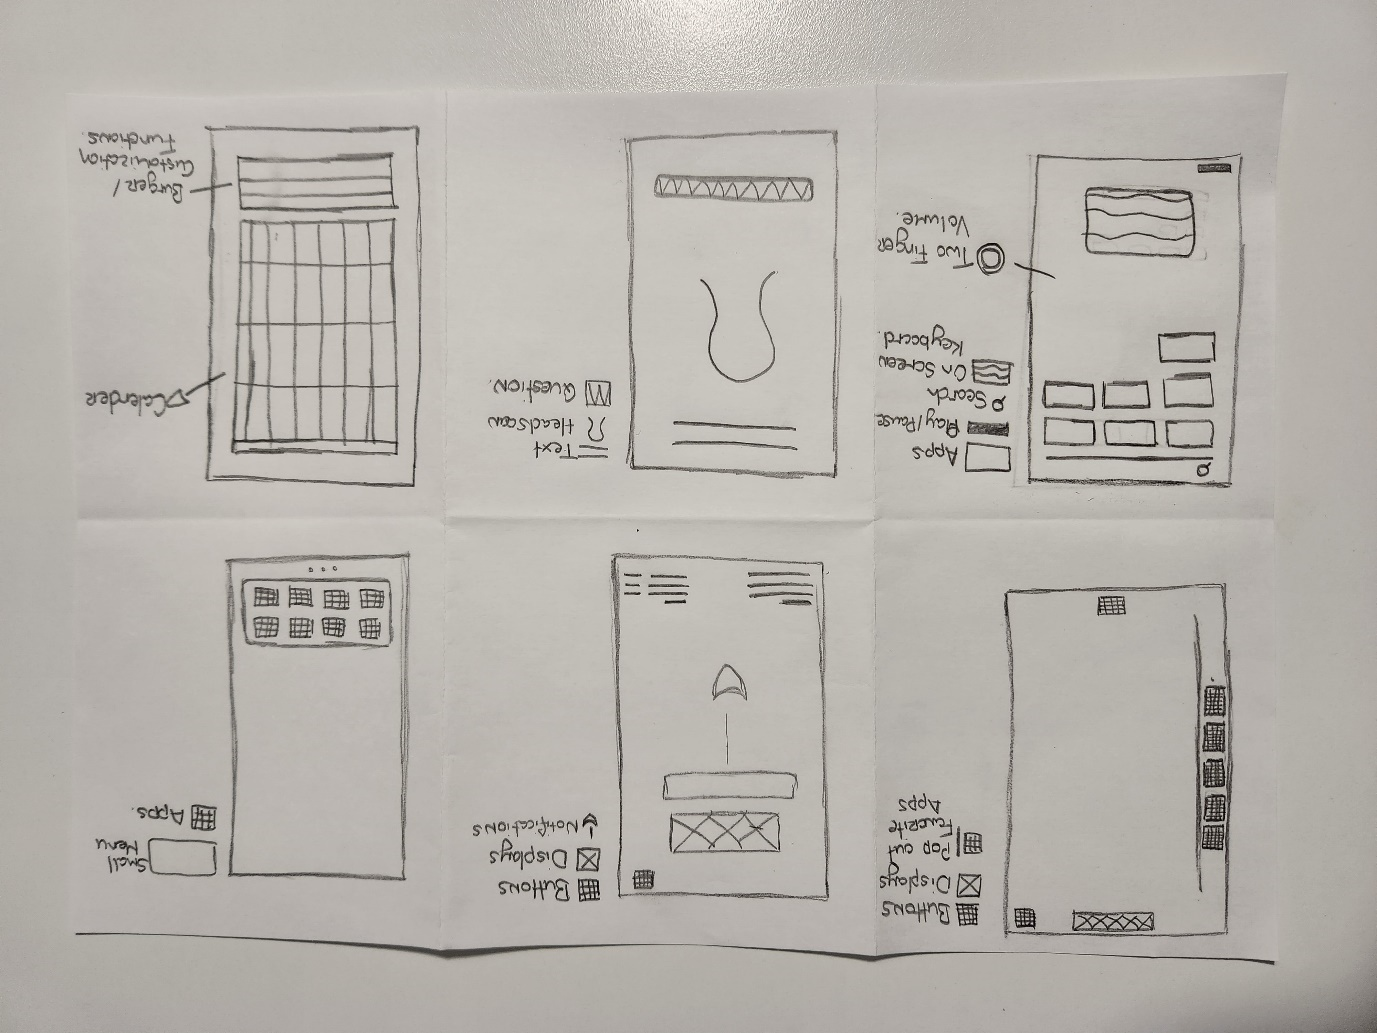 Buttons
Displays
Pop out
Favorite
Apps
Buttons
Displays
Notifications
Small
Menu
Apps.
Apps
Play/Pause
Search
On Screen
Keyboard.
Two Finger
Volume.
Text
Headscan
Question.
Calender
Burger/
Customization
Functions.